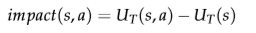 impact(s, a) = U_T(s, a) − U_T(s)